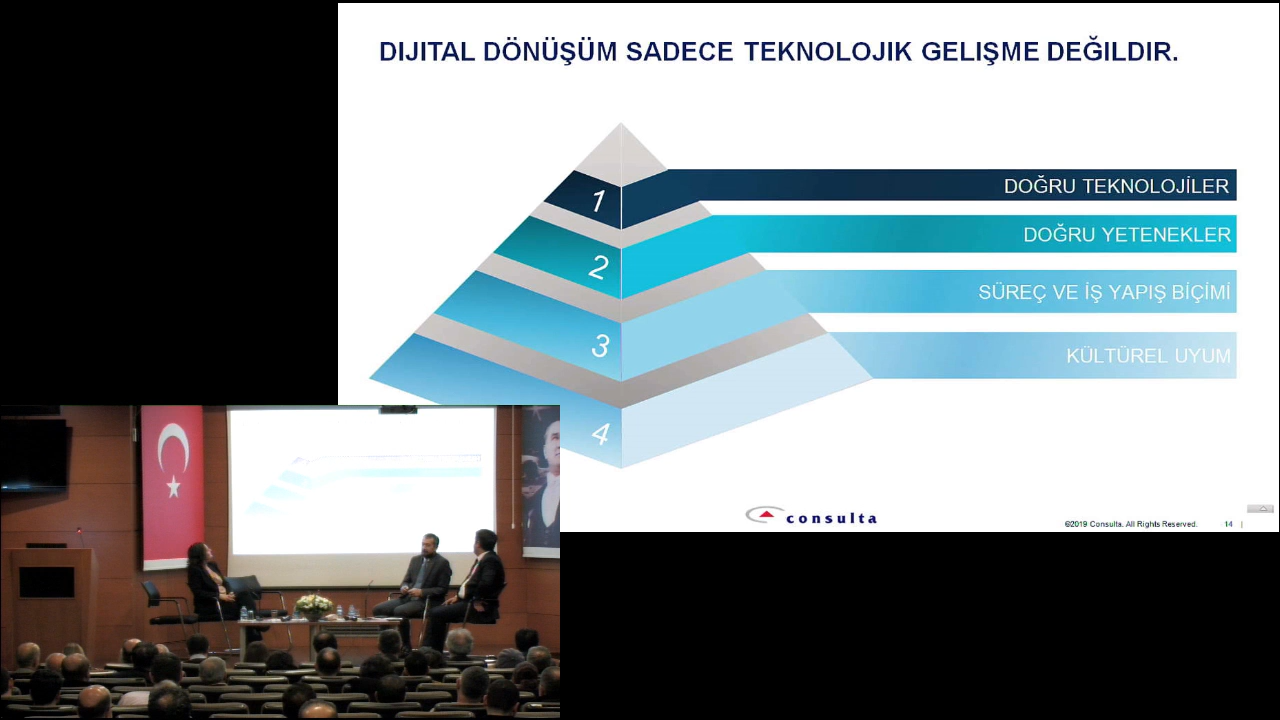 DIJITAL DÖNÜŞÜM SADECE TEKNOLOJIK GELIŞME DEĞILDIR.
1
DOĞRU TEKNOLOJİLER
2
DOĞRU YETENEKLER
3
SÜREÇ VE İŞ YAPIŞ BİÇİMİ
4
KÜLTÜREL UYUM
consulta
©2019 Consulta. All Rights Reserved. 14 |